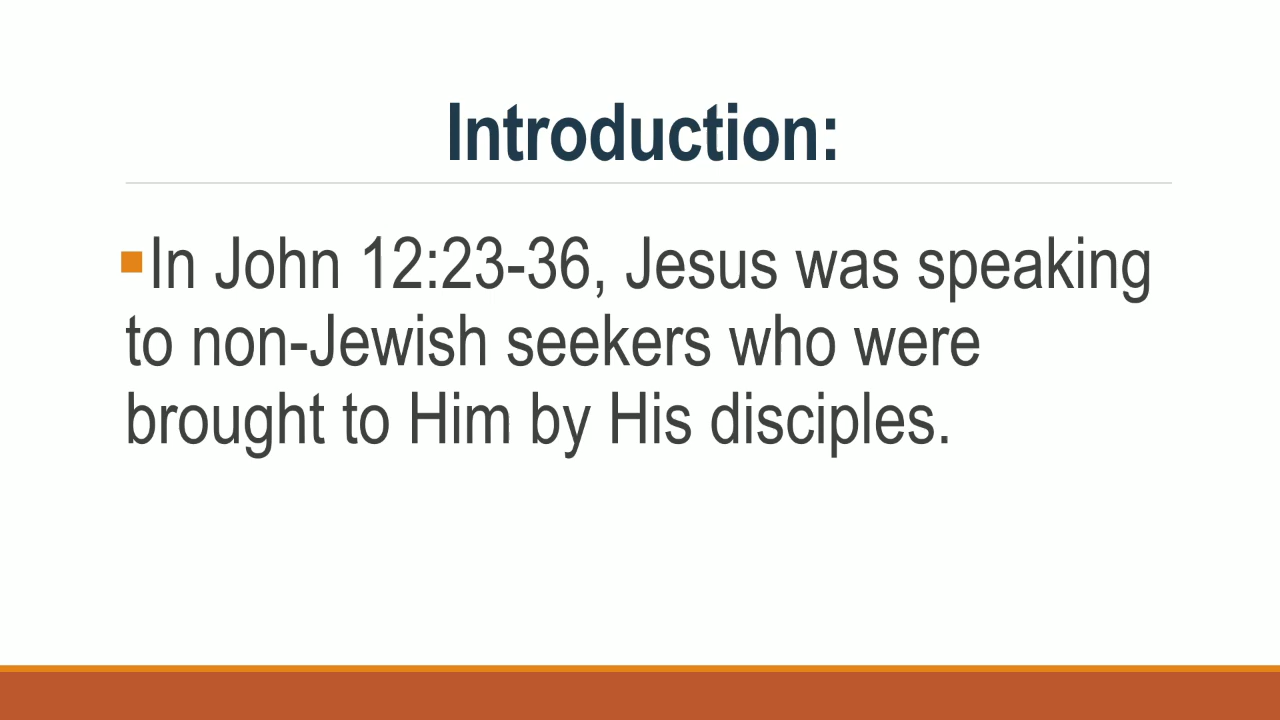 Introduction:
▪In John 12:23-36, Jesus was speaking
to non-Jewish seekers who were
brought to Him by His disciples.